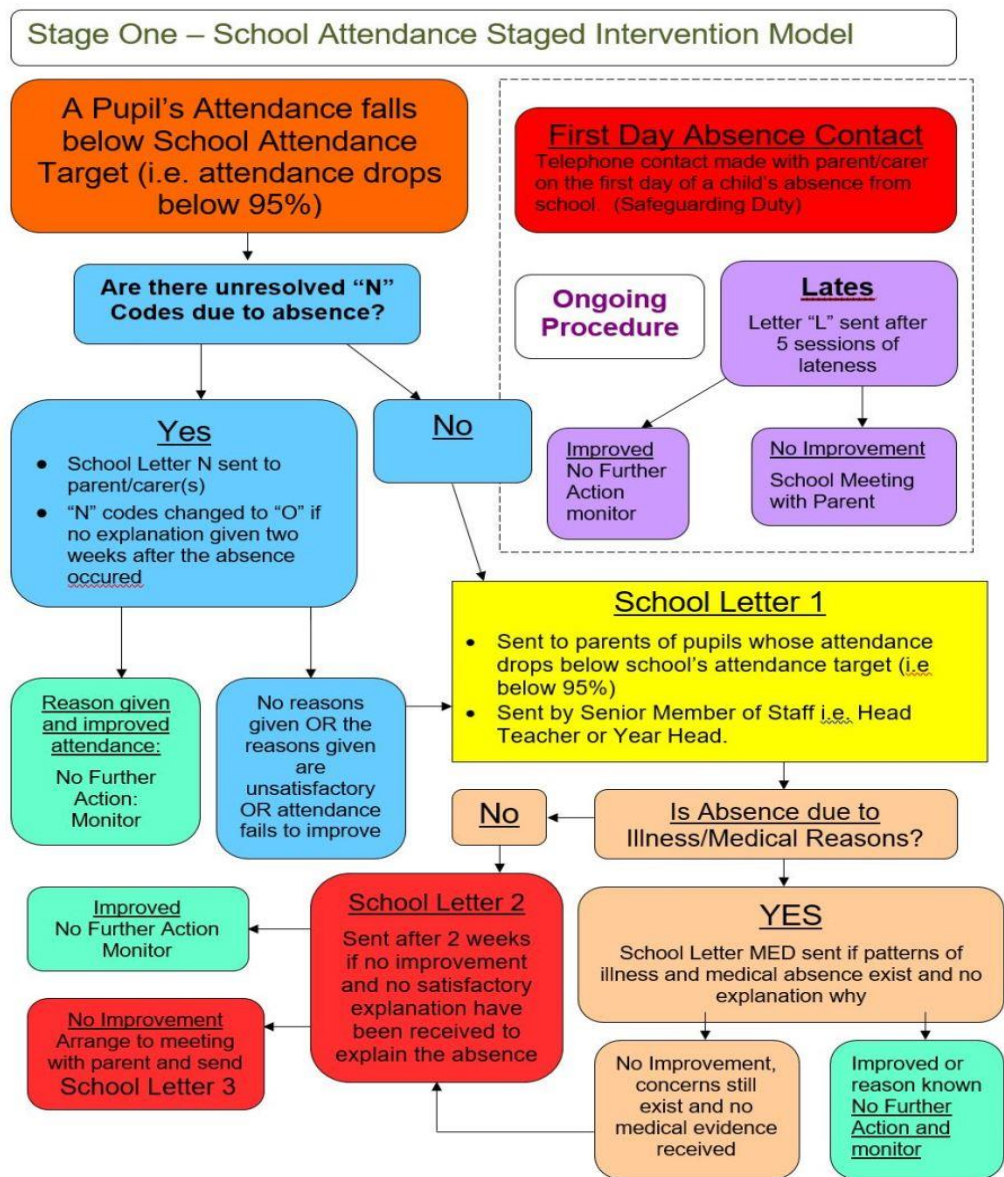 Stage One – School Attendance Staged Intervention Model
A Pupil's Attendance falls
below School Attendance
Target (i.e. attendance drops
below 95%)
First Day Absence Contact
Telephone contact made with parent/carer
on the first day of a child's absence from
school. (Safeguarding Duty)
Are there unresolved “N”
Codes due to absence?
Ongoing
Procedure
Lates
Letter “L” sent after
5 sessions of
lateness
Yes
• School Letter N sent to
parent/carer(s)
• “N” codes changed to “O” if
no explanation given two
weeks after the absence
occured
No
Improved
No Further
Action
monitor
No Improvement
School Meeting
with Parent
School Letter 1
• Sent to parents of pupils whose attendance
drops below school's attendance target (i.e
below 95%)
• Sent by Senior Member of Staff i.e. Head
Teacher or Year Head.
Reason given
and improved
attendance:
No Further
Action:
Monitor
No reasons
given OR the
reasons given
are
unsatisfactory
OR attendance
fails to improve
No
Is Absence due to
Illness/Medical Reasons?
Improved
No Further Action
Monitor
School Letter 2
Sent after 2 weeks
if no improvement
and no satisfactory
explanation have
been received to
explain the absence
YES
School Letter MED sent if patterns of
illness and medical absence exist and no
explanation why
No Improvement
Arrange to meeting
with parent and send
School Letter 3
No Improvement,
concerns still
exist and no
medical evidence
received
Improved or
reason known
No Further
Action and
monitor